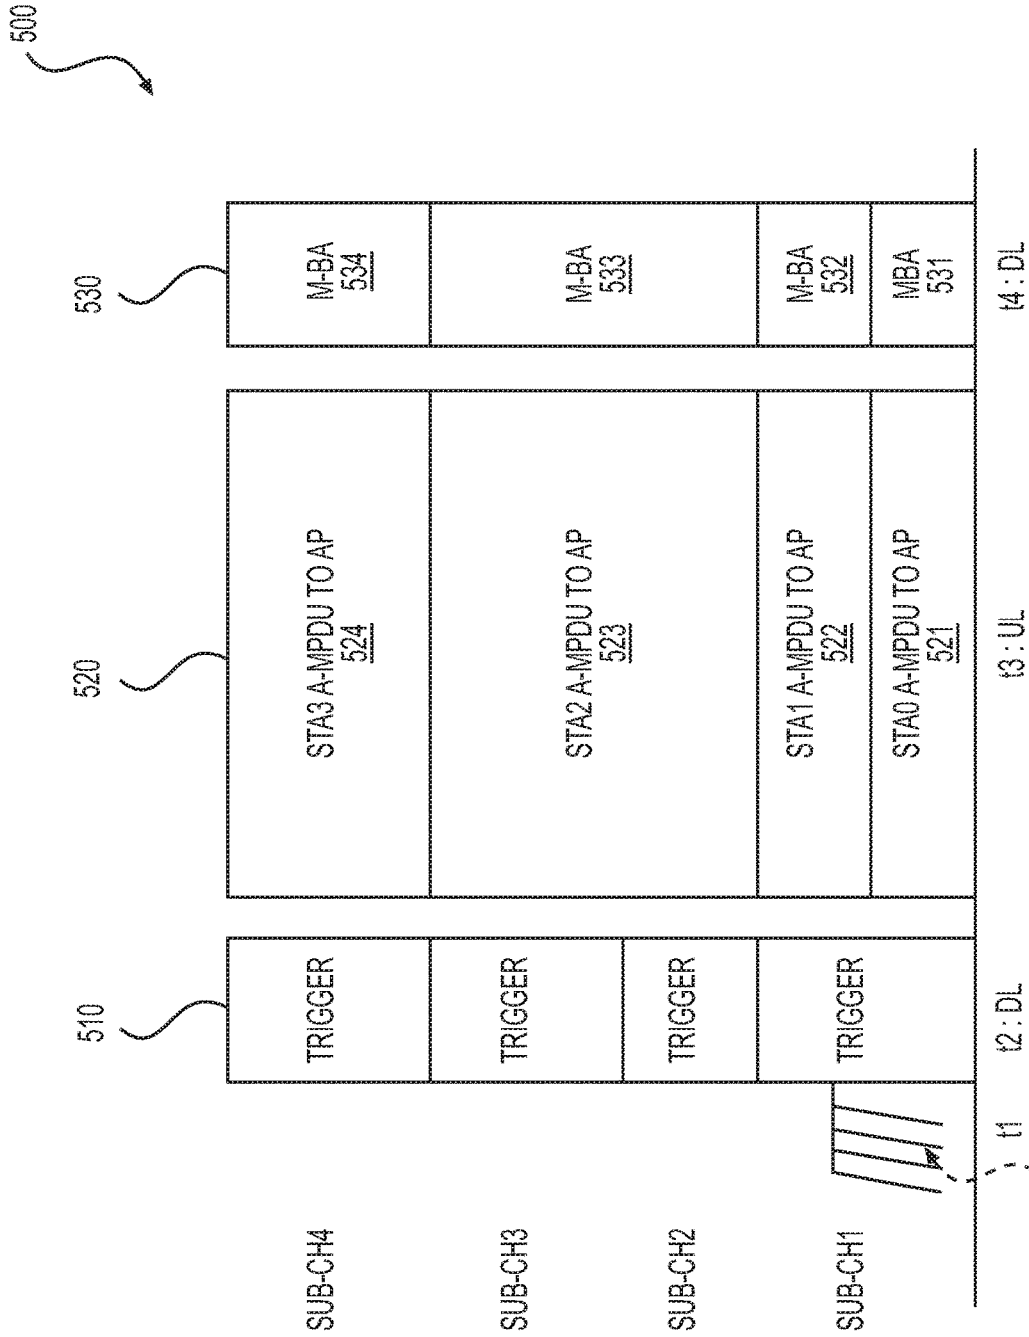 500
530
520
510
SUB-CH4
TRIGGER
STA3 A-MPDU TO AP
524
M-BA
534
SUB-CH3
TRIGGER
SUB-CH2
TRIGGER
STA2 A-MPDU TO AP
523
M-BA
533
SUB-CH1
TRIGGER
STA1 A-MPDU TO AP
522
M-BA
532
STA0 A-MPDU TO AP
521
MBA
531
t1
t2 : DL
t3 : UL
t4 : DL